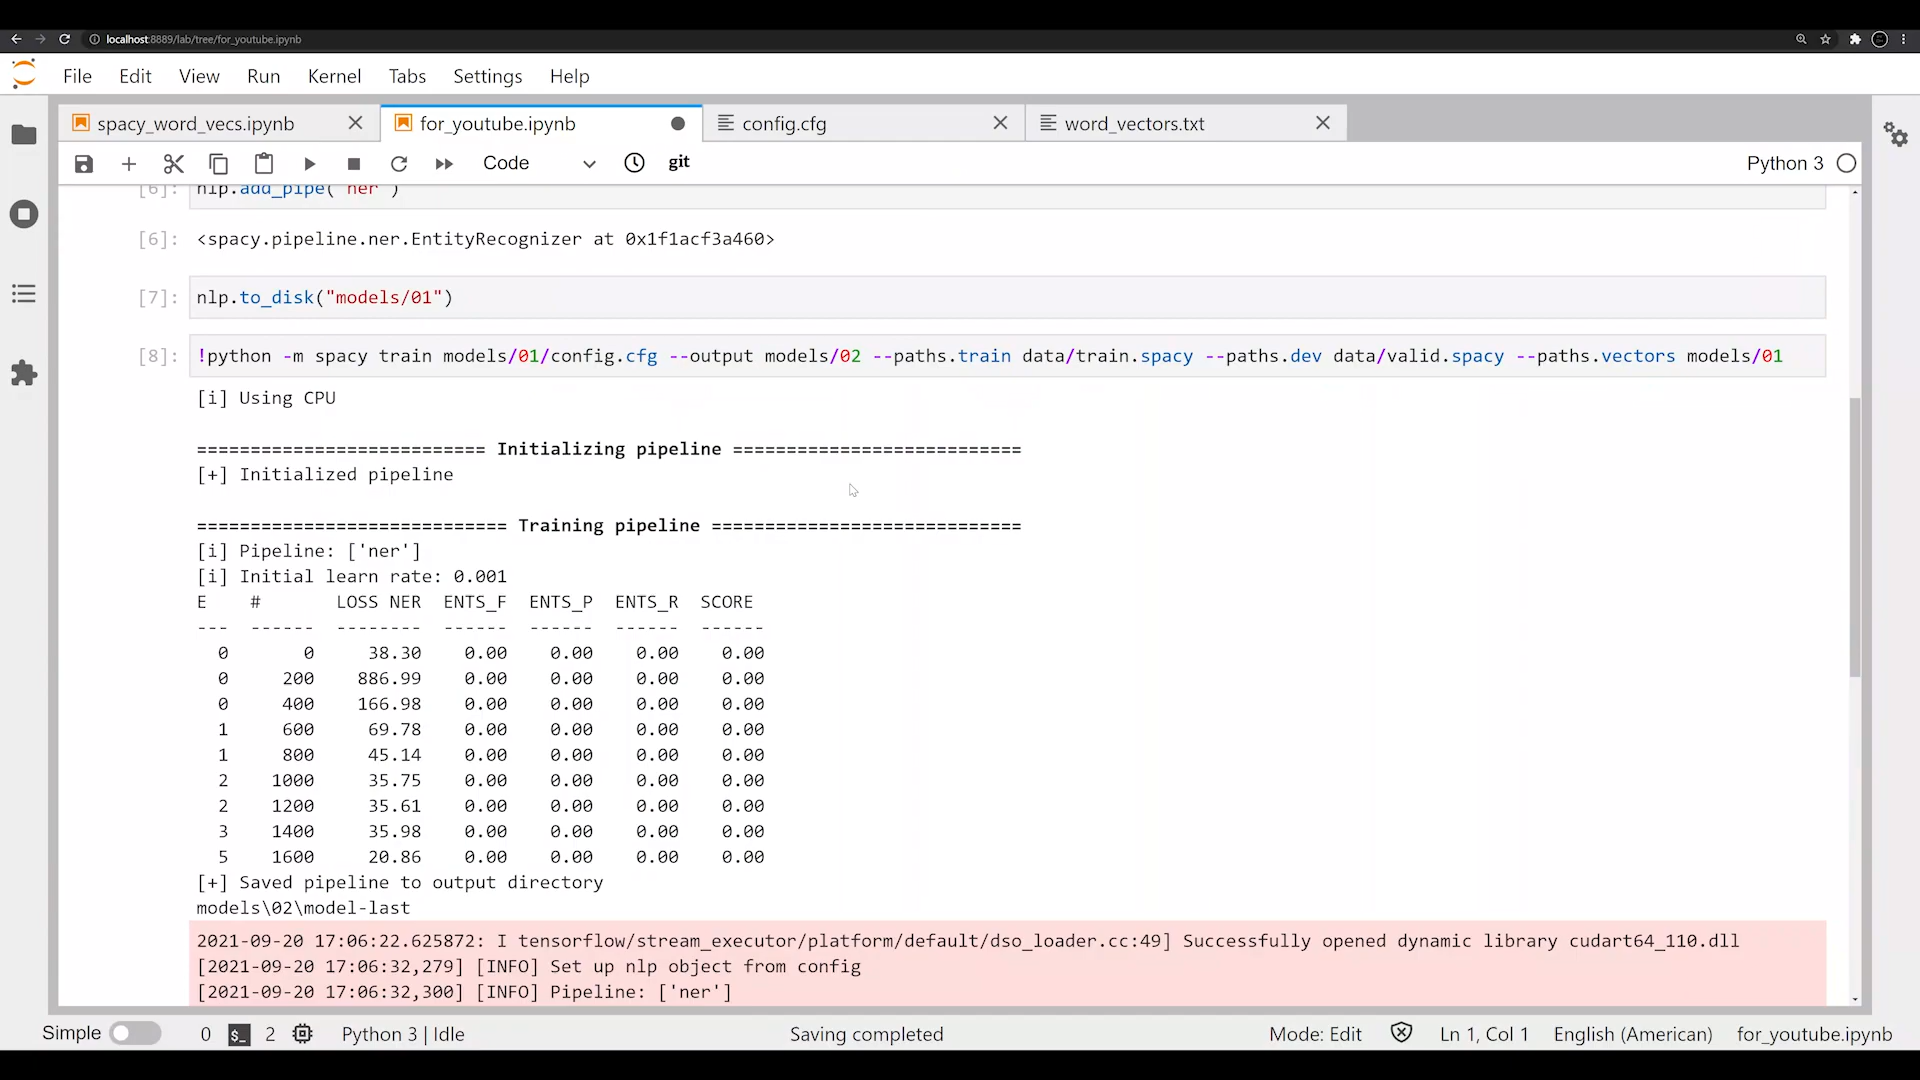 localhost:8889/lab/tree/for_youtube.ipynb
File Edit View Run Kernel Tabs Settings Help
spacy_word_vecs.ipynb for_youtube.ipynb config.cfg word_vectors.txt
Code git Python 3
[6]: nlp.add_pipe("ner")
[6]: <spacy.pipeline.ner.EntityRecognizer at 0x1f1acf3a460>
[7]: nlp.to_disk("models/01")
[8]: !python -m spacy train models/01/config.cfg --output models/02 --paths.train data/train.spacy --paths.dev data/valid.spacy --paths.vectors models/01
[i] Using CPU
=========================== Initializing pipeline ===========================
[+] Initialized pipeline
============================= Training pipeline =============================
[i] Pipeline: ['ner']
[i] Initial learn rate: 0.001
E # LOSS NER ENTS_F ENTS_P ENTS_R SCORE
--- ------ -------- ------ ------ ------ ------
0 0 38.30 0.00 0.00 0.00 0.00
0 200 886.99 0.00 0.00 0.00 0.00
0 400 166.98 0.00 0.00 0.00 0.00
1 600 69.78 0.00 0.00 0.00 0.00
1 800 45.14 0.00 0.00 0.00 0.00
2 1000 35.75 0.00 0.00 0.00 0.00
2 1200 35.61 0.00 0.00 0.00 0.00
3 1400 35.98 0.00 0.00 0.00 0.00
5 1600 20.86 0.00 0.00 0.00 0.00
[+] Saved pipeline to output directory
models\02\model-last
2021-09-20 17:06:22.625872: I tensorflow/stream_executor/platform/default/dso_loader.cc:49] Successfully opened dynamic library cudart64_110.dll
[2021-09-20 17:06:32,279] [INFO] Set up nlp object from config
[2021-09-20 17:06:32,300] [INFO] Pipeline: ['ner']
Simple 0 $_ 2 Python 3 | Idle Saving completed Mode: Edit Ln 1, Col 1 English (American) for_youtube.ipynb